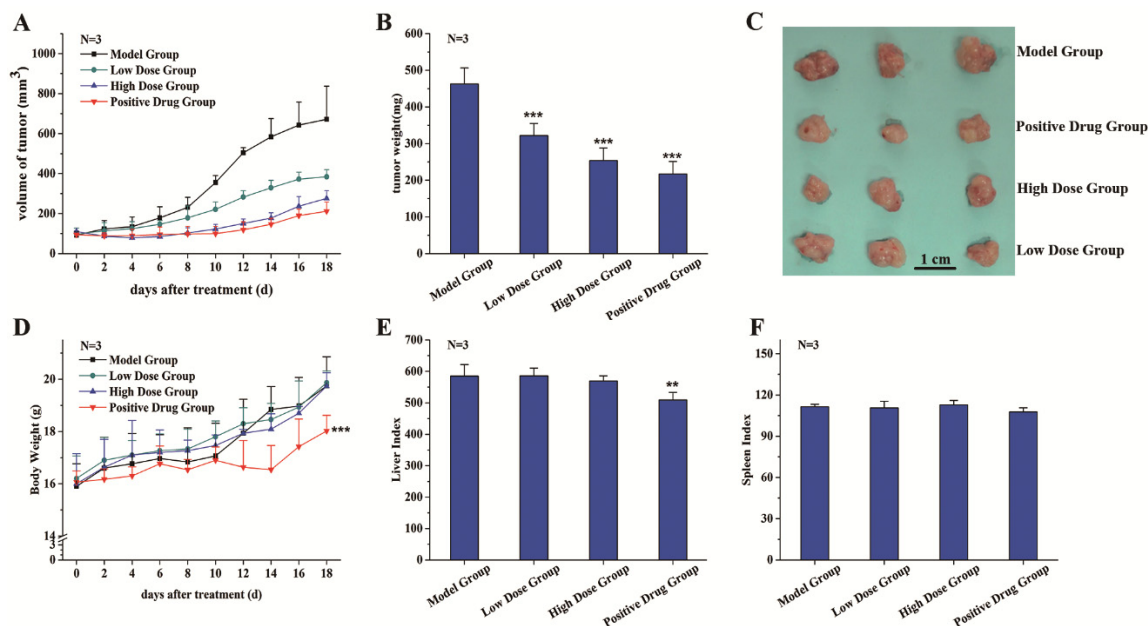 A
N=3
Model Group
Low Dose Group
High Dose Group
Positive Drug Group
volume of tumor (mm³)
1000
800
600
400
200
0
0 2 4 6 8 10 12 14 16 18
days after treatment (d)
B
N=3
tumor weight(mg)
600
500
400
300
200
100
0
***
***
***
Model Group
Low Dose Group
High Dose Group
Positive Drug Group
C
Model Group
Positive Drug Group
High Dose Group
Low Dose Group
1 cm
D
N=3
Model Group
Low Dose Group
High Dose Group
Positive Drug Group
Body Weight (g)
20
18
16
14
3
0
***
0 2 4 6 8 10 12 14 16 18
days after treatment (d)
E
N=3
Liver Index
700
600
500
400
300
200
100
0
**
Model Group
Low Dose Group
High Dose Group
Positive Drug Group
F
N=3
Spleen Index
150
120
90
60
30
0
Model Group
Low Dose Group
High Dose Group
Positive Drug Group